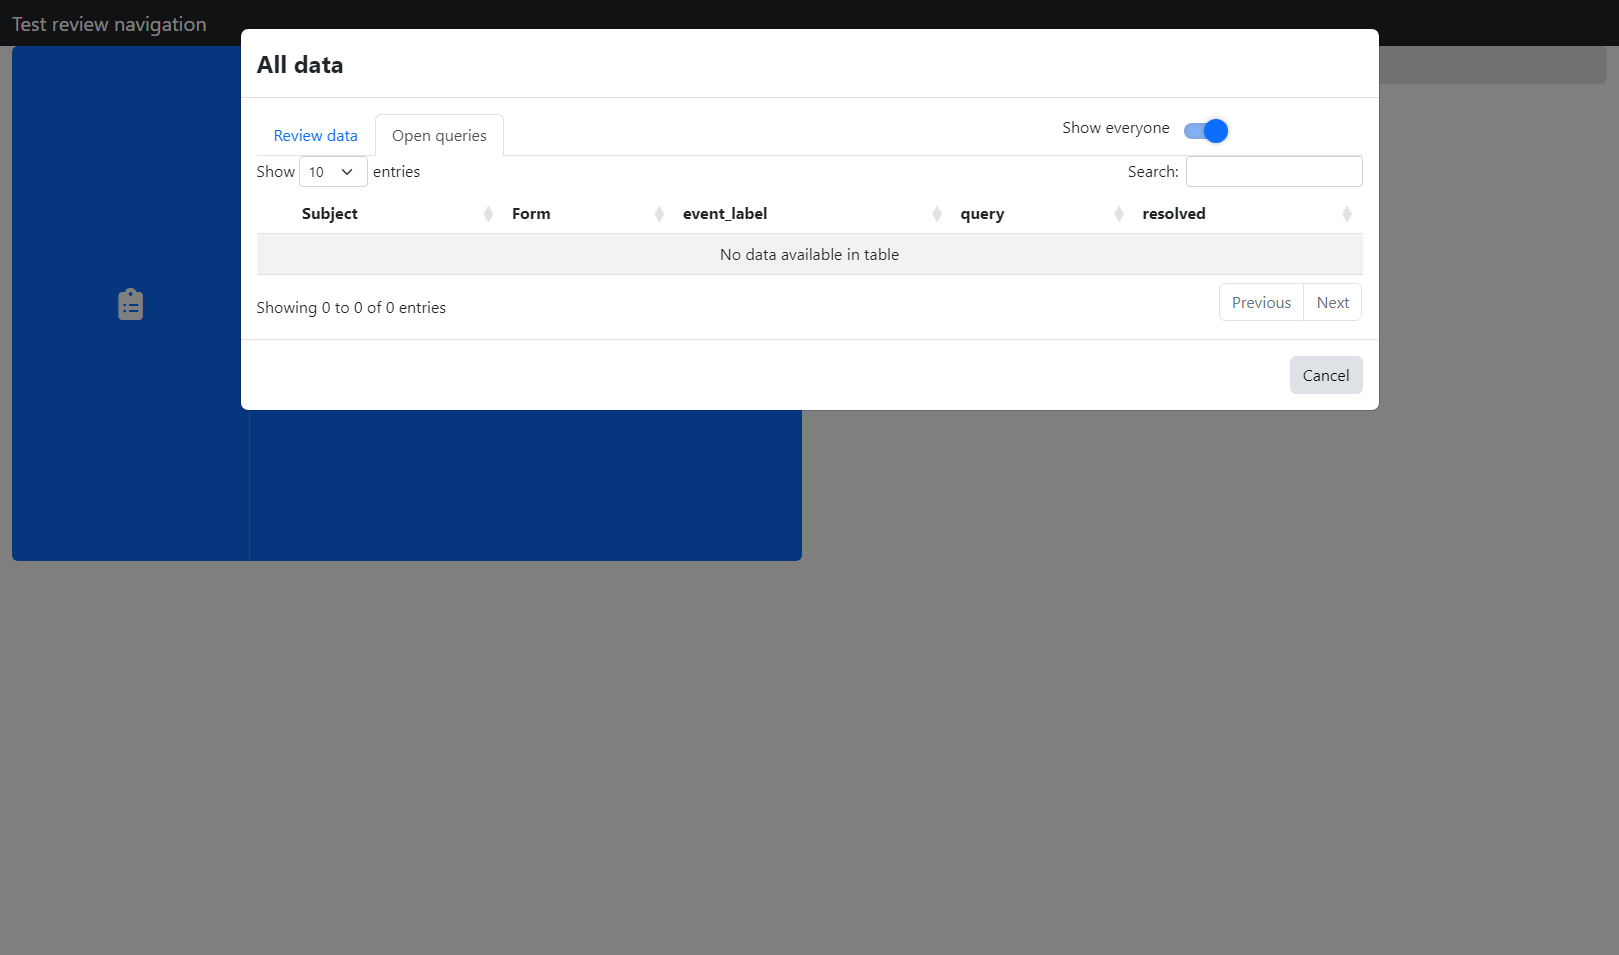 Test review navigation
All data
Review data
Open queries
Show everyone
Show 10 entries
Search:
Subject Form event_label query resolved
No data available in table
Showing 0 to 0 of 0 entries
Previous Next
Cancel